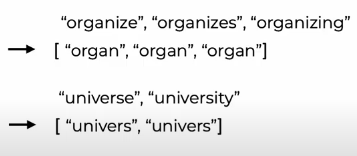 “organize”, “organizes”, “organizing”
→ [ “organ”, “organ”, “organ”]
“universe”, “university”
→ [ “univers”, “univers”]